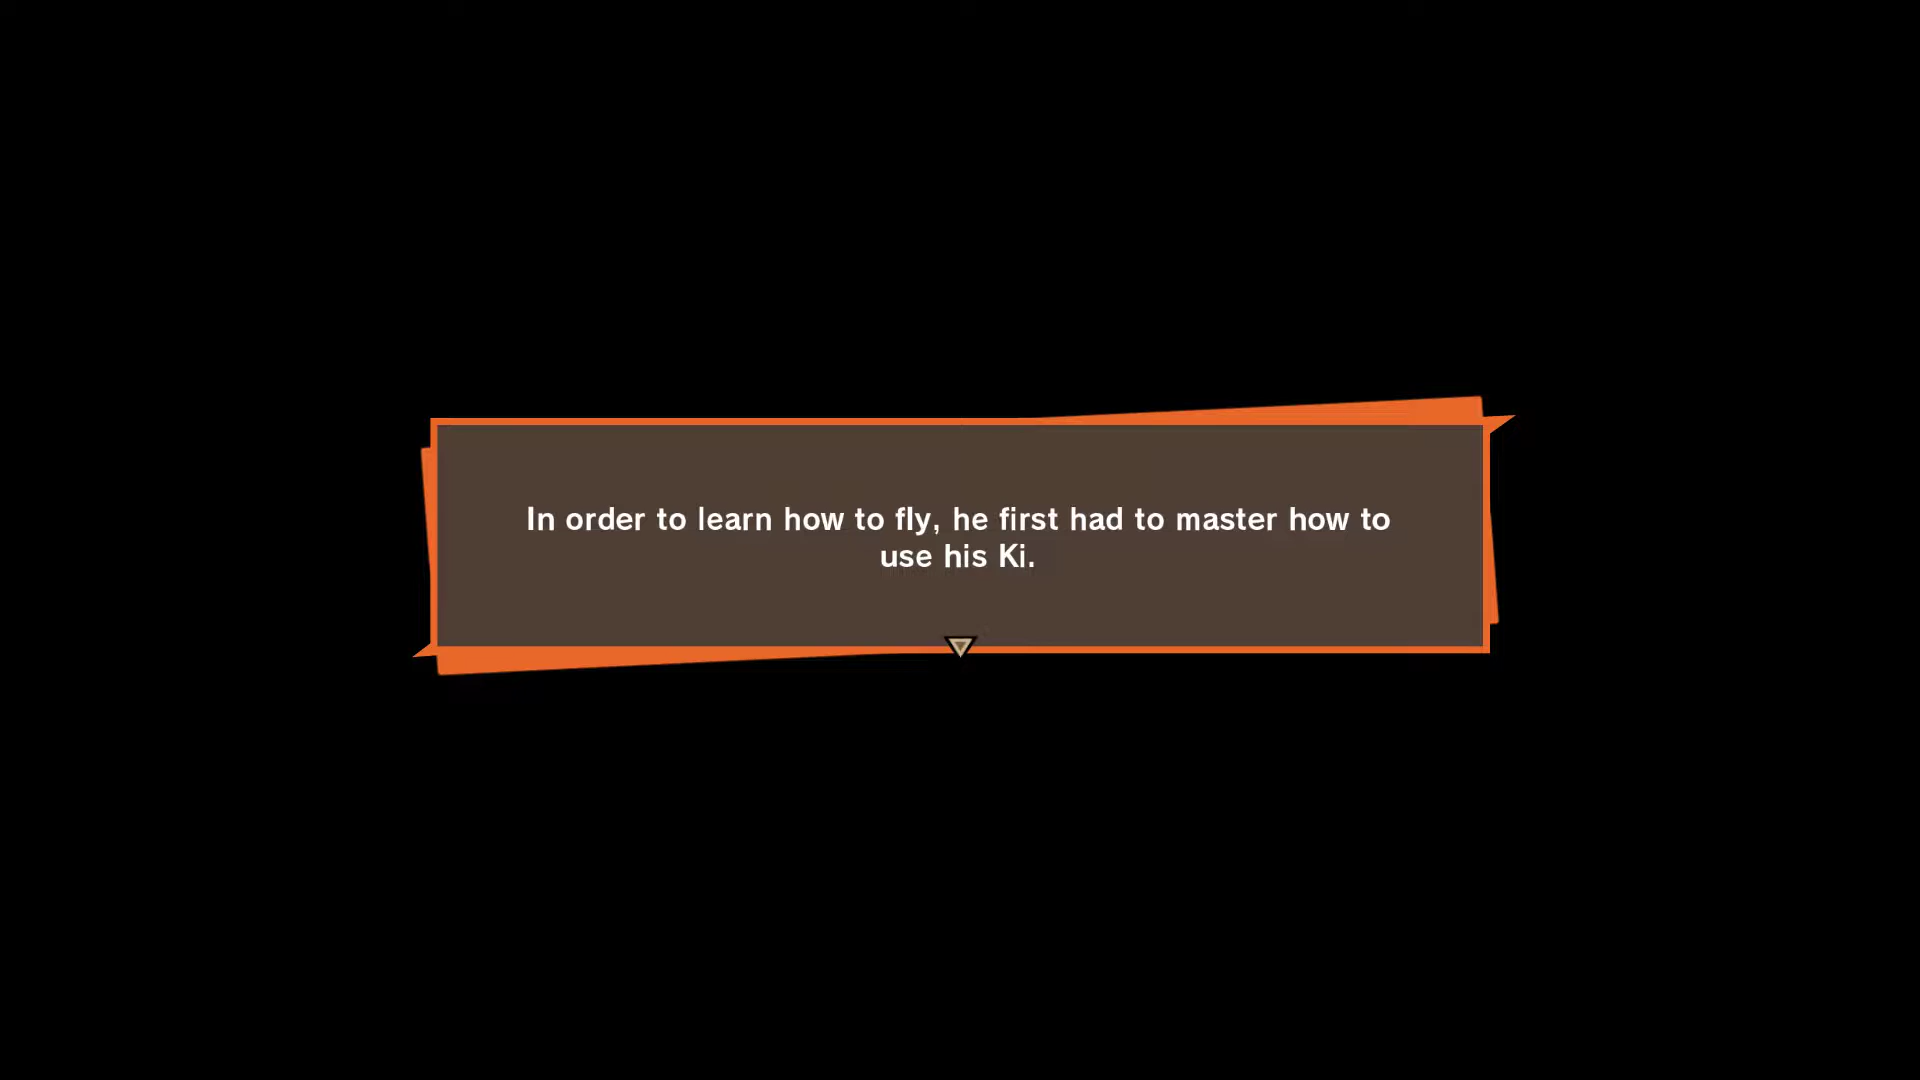 In order to learn how to fly, he first had to master how to
use his Ki.